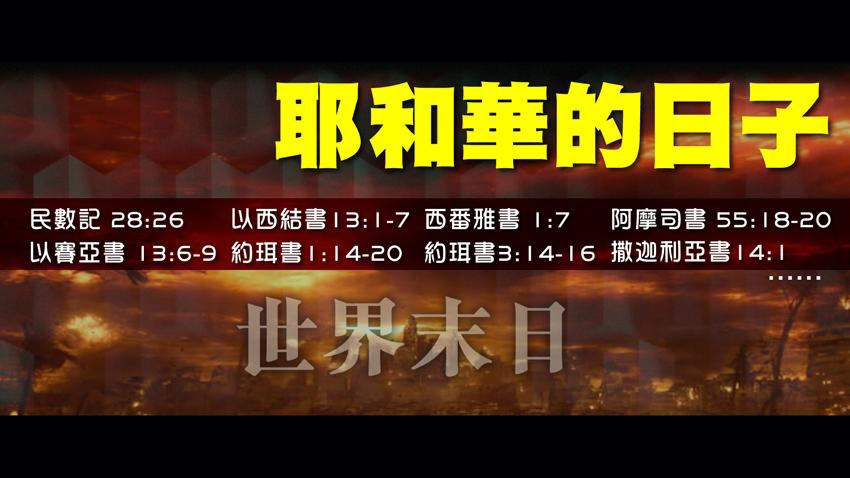 耶和華的日子
民數記 28:26 以西結書13:1-7 西番雅書 1:7 阿摩司書 55:18-20
以賽亞書 13:6-9 約珥書1:14-20 約珥書3:14-16 撒迦利亞書14:1
……
世界末日